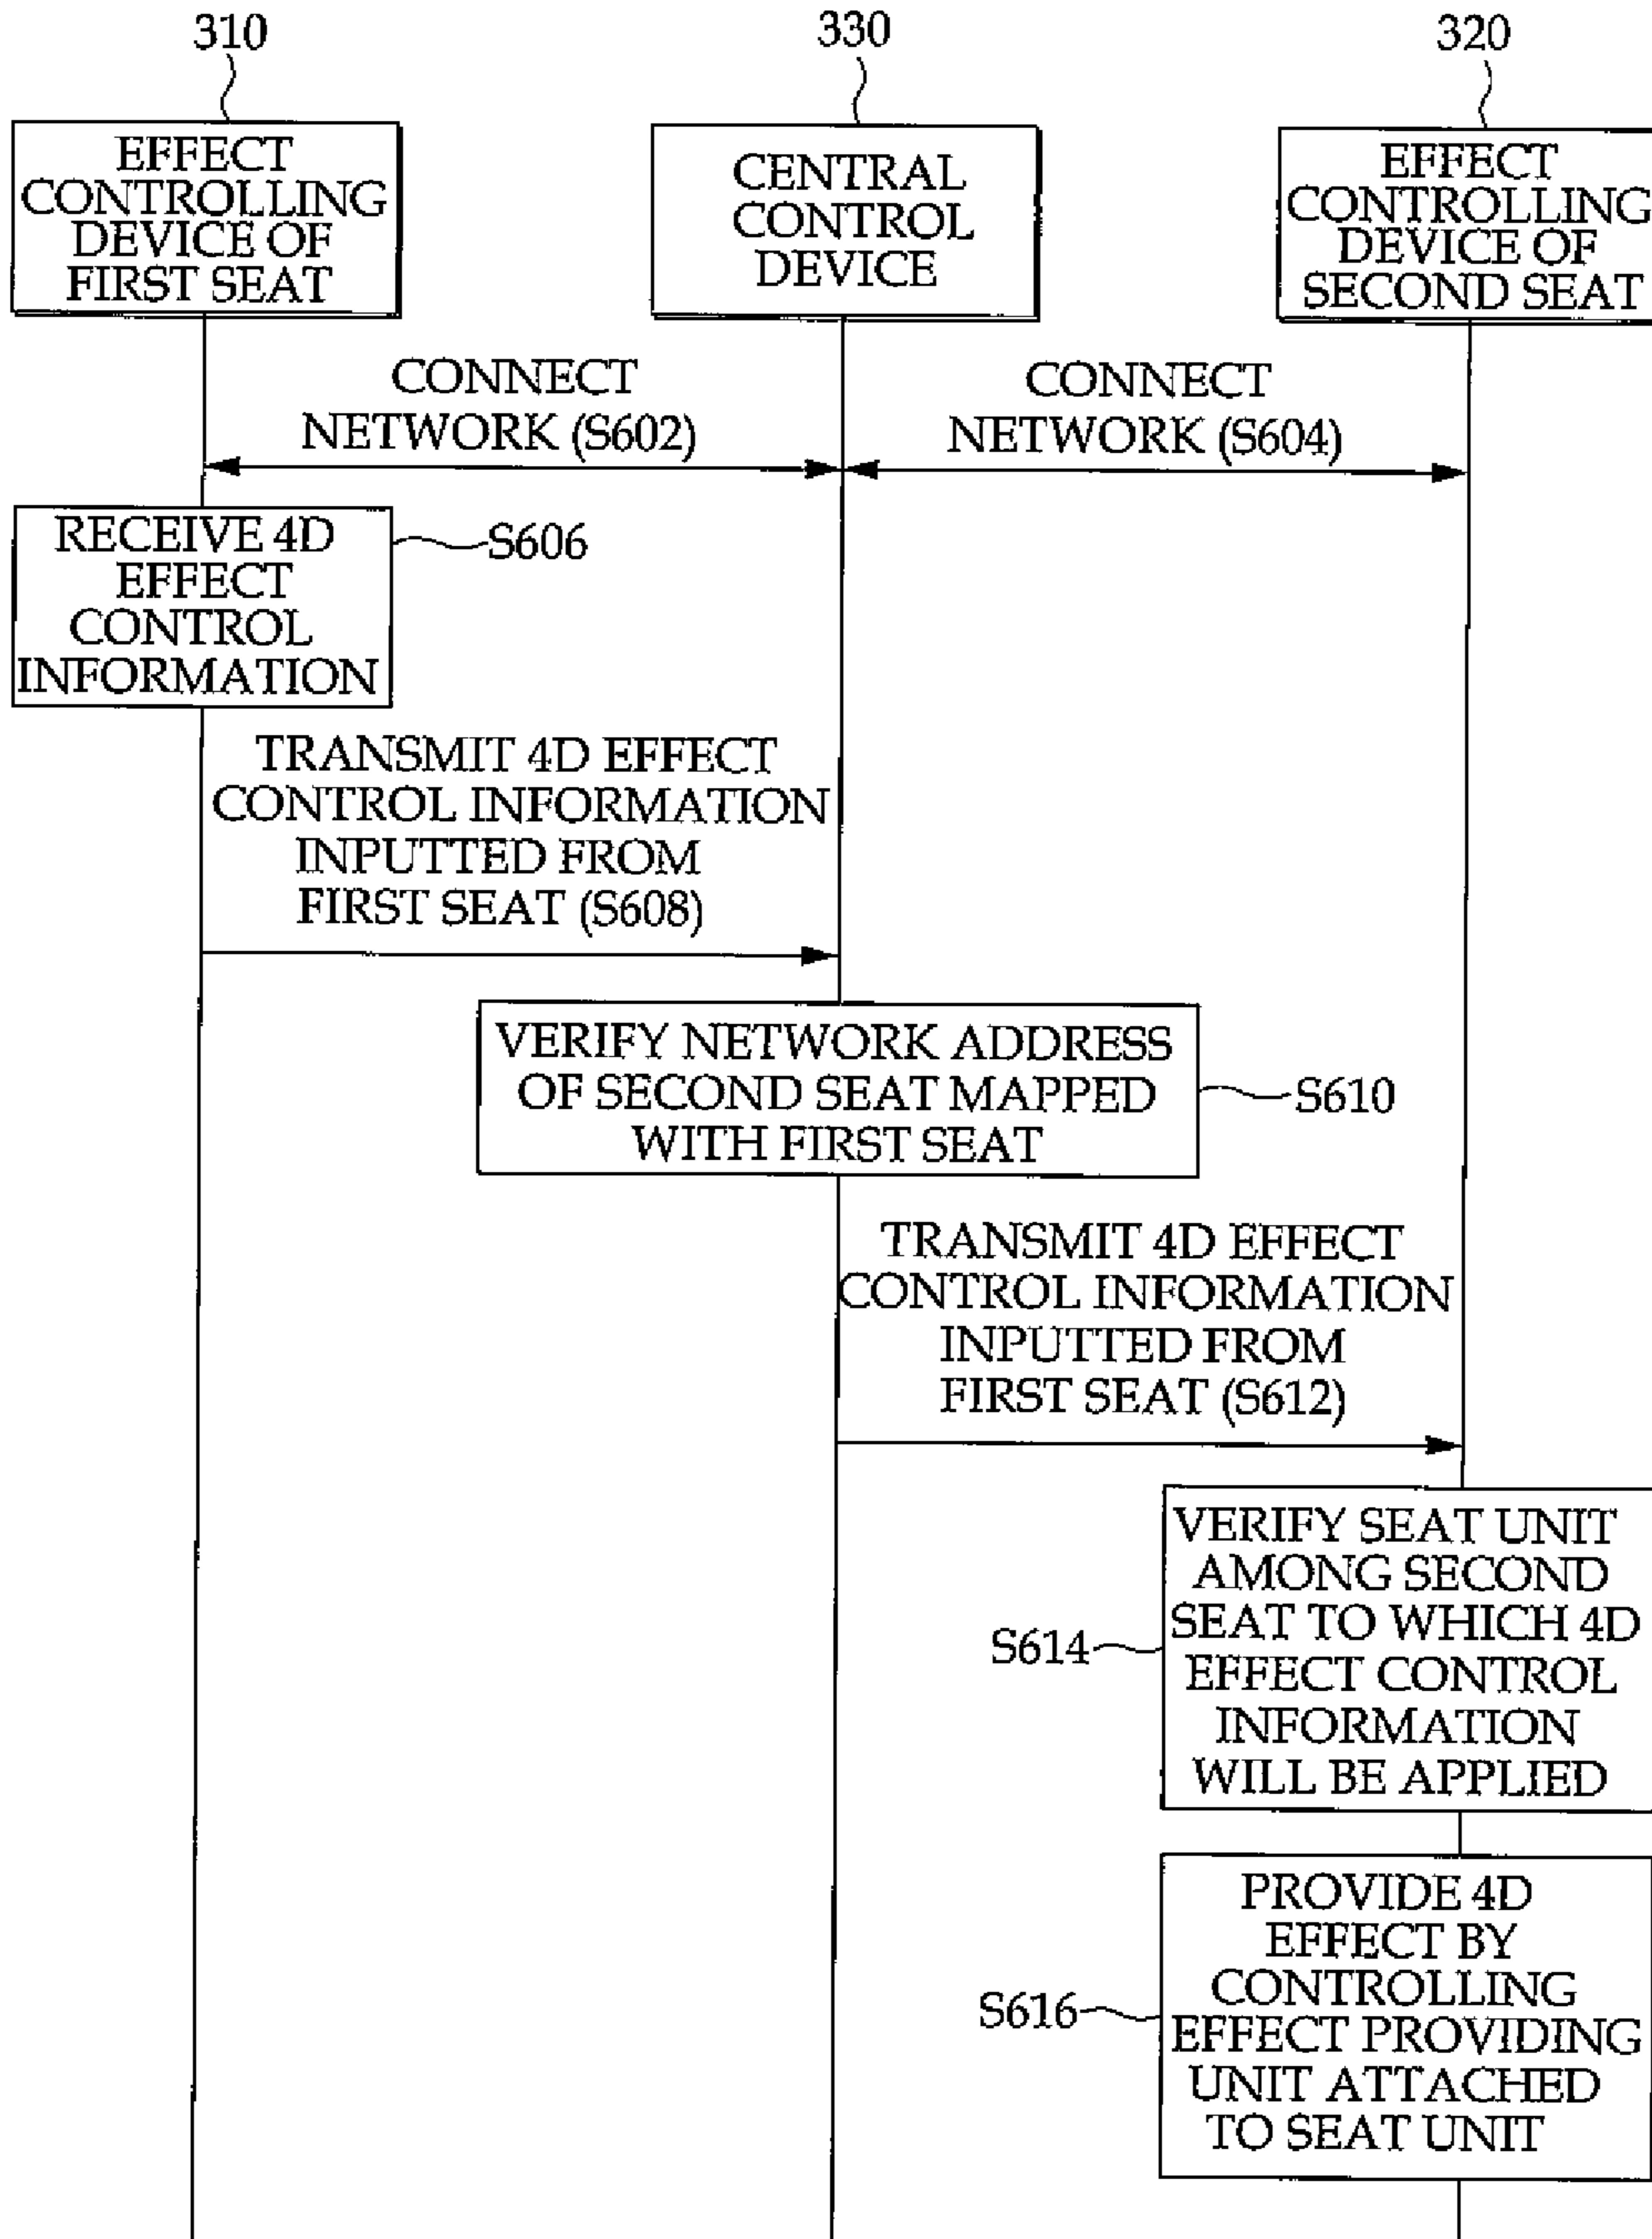 310
330
320
EFFECT
CONTROLLING
DEVICE OF
FIRST SEAT
CENTRAL
CONTROL
DEVICE
EFFECT
CONTROLLING
DEVICE OF
SECOND SEAT
CONNECT
NETWORK (S602)
CONNECT
NETWORK (S604)
RECEIVE 4D
EFFECT
CONTROL
INFORMATION
S606
TRANSMIT 4D EFFECT
CONTROL INFORMATION
INPUTTED FROM
FIRST SEAT (S608)
VERIFY NETWORK ADDRESS
OF SECOND SEAT MAPPED
WITH FIRST SEAT
S610
TRANSMIT 4D EFFECT
CONTROL INFORMATION
INPUTTED FROM
FIRST SEAT (S612)
VERIFY SEAT UNIT
AMONG SECOND
SEAT TO WHICH 4D
EFFECT CONTROL
INFORMATION
WILL BE APPLIED
S614
PROVIDE 4D
EFFECT BY
CONTROLLING
EFFECT PROVIDING
UNIT ATTACHED
TO SEAT UNIT
S616